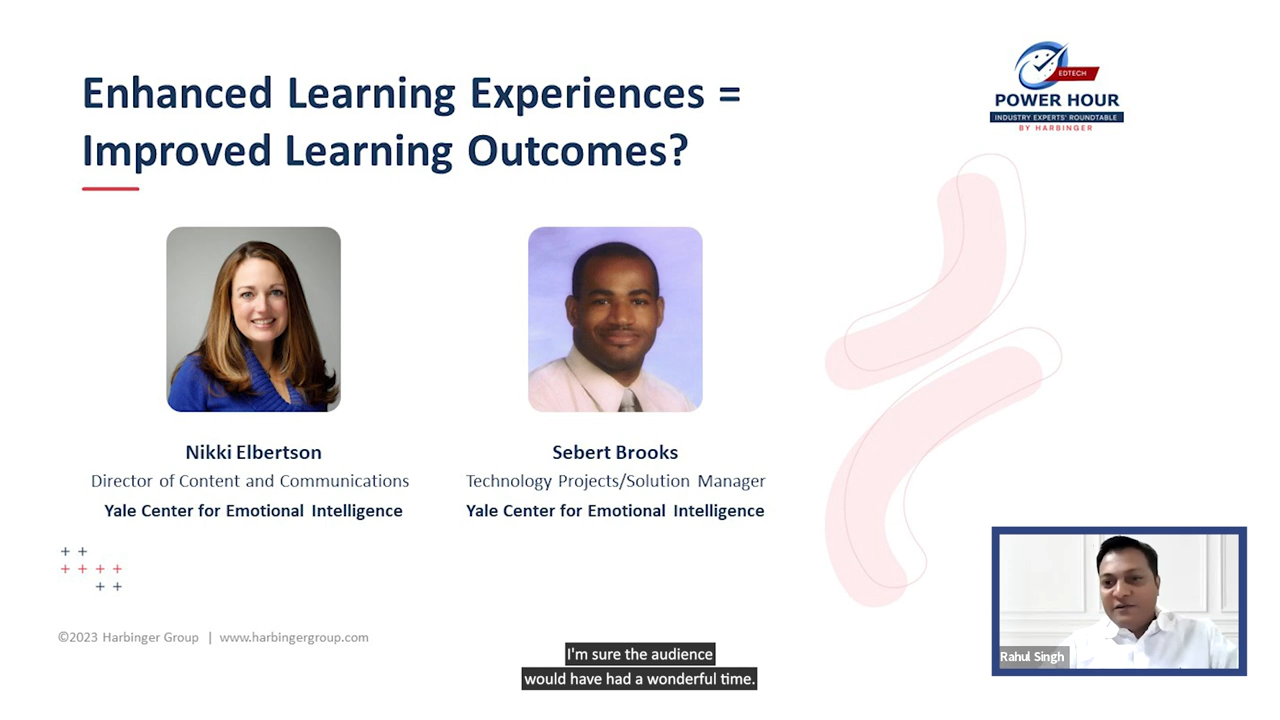 Enhanced Learning Experiences =
Improved Learning Outcomes?
EDTECH
POWER HOUR
INDUSTRY EXPERTS' ROUNDTABLE
BY HARBINGER
Nikki Elbertson
Director of Content and Communications
Yale Center for Emotional Intelligence
Sebert Brooks
Technology Projects/Solution Manager
Yale Center for Emotional Intelligence
©2023 Harbinger Group | www.harbingergroup.com
Rahul Singh
I'm sure the audience
would have had a wonderful time.